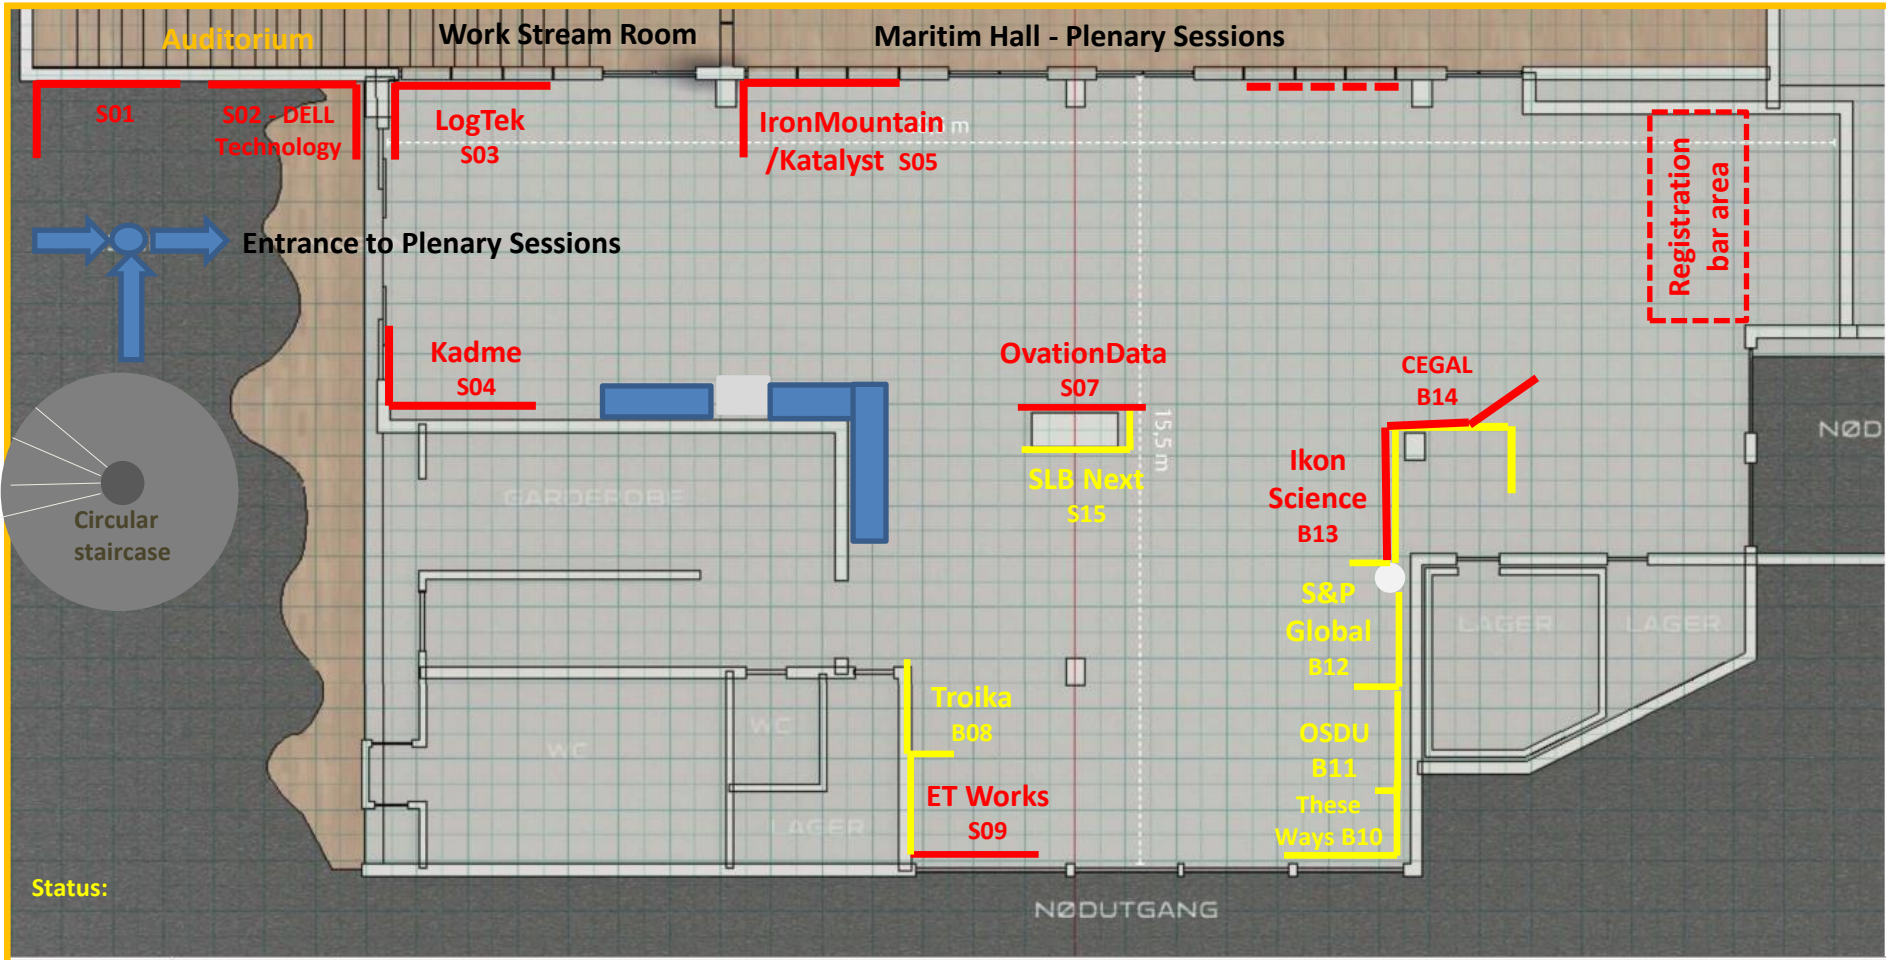 Auditorium
Work Stream Room
Maritim Hall - Plenary Sessions
S01
S02 - DELL
Technology
LogTek
S03
IronMountain
/Katalyst S05
Registration
bar area
Entrance to Plenary Sessions
Kadme
S04
OvationData
S07
CEGAL
B14
15,5 m
NØD
SLB Next
S15
Ikon
Science
B13
GARDEROBE
Circular
staircase
S&P
Global
B12
LAGER
LAGER
Troika
B08
WC
WC
OSDU
B11
ET Works
S09
These
Ways B10
LAGER
Status:
NØDUTGANG